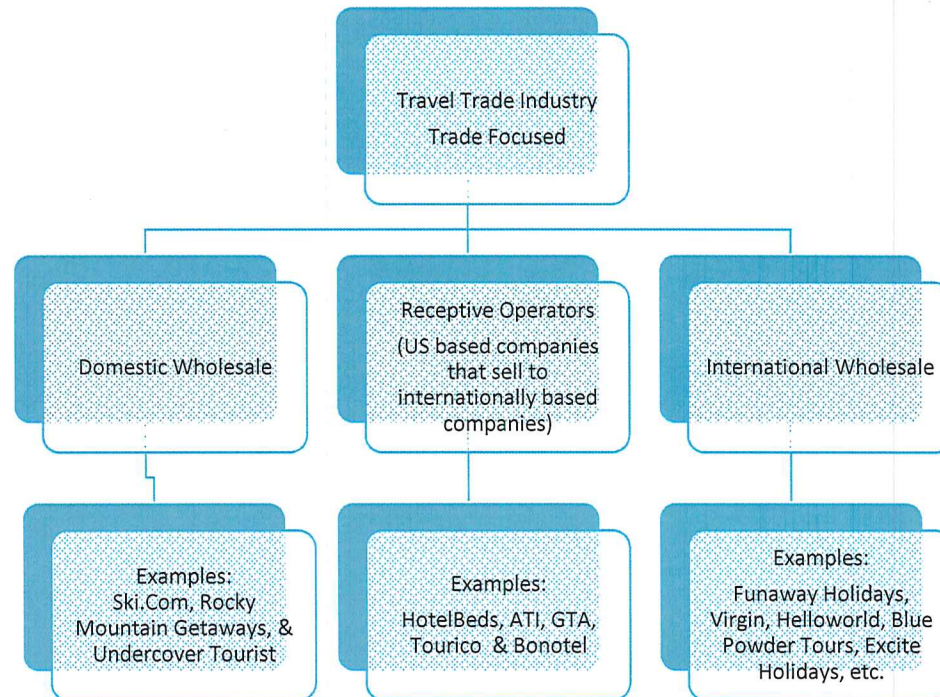 Travel Trade Industry
Trade Focused
Domestic Wholesale
Receptive Operators
(US based companies
that sell to
internationally based
companies)
International Wholesale
Examples:
Ski.Com, Rocky
Mountain Getaways, &
Undercover Tourist
Examples:
HotelBeds, ATI, GTA,
Tourico & Bonotel
Examples:
Funaway Holidays,
Virgin, Helloworld, Blue
Powder Tours, Excite
Holidays, etc.